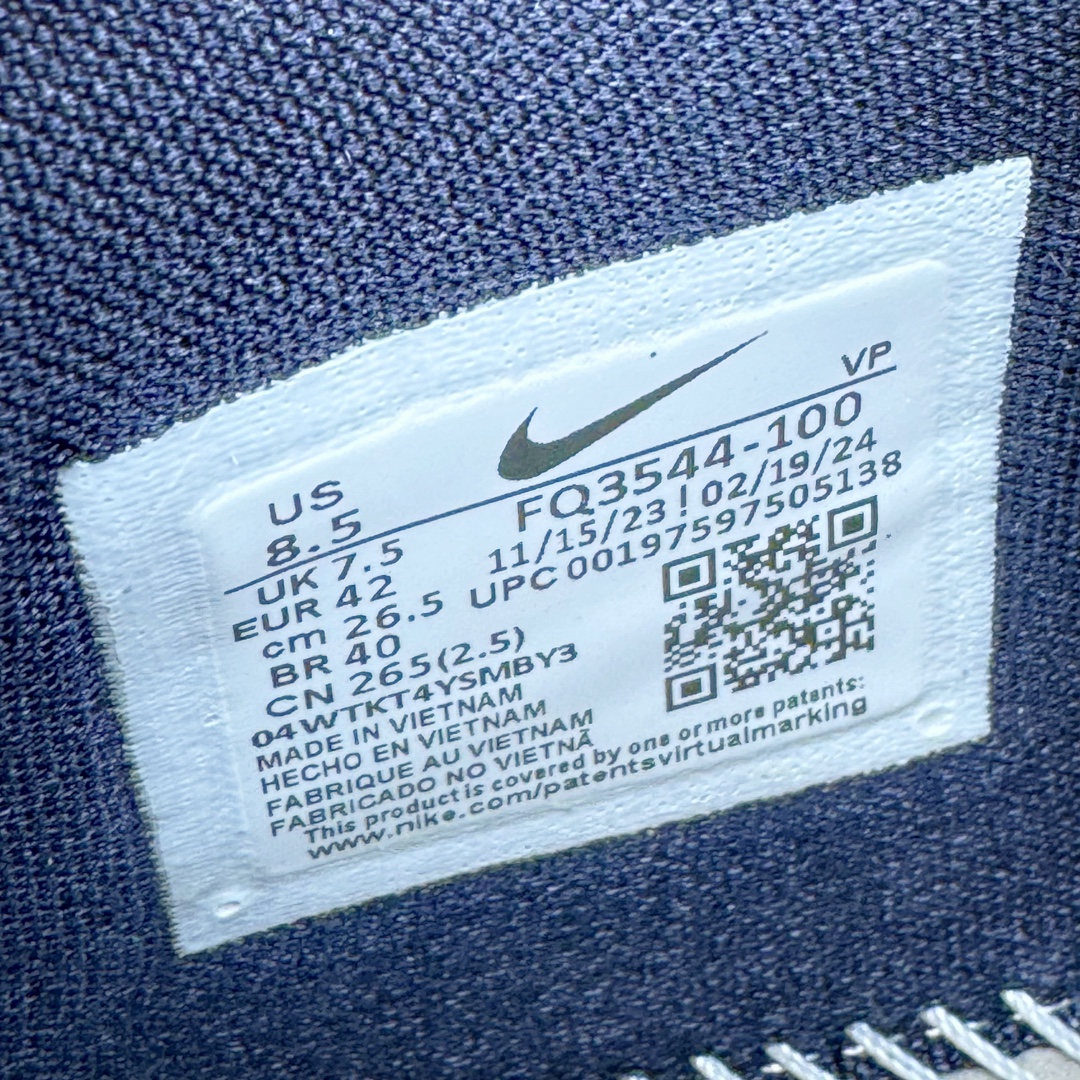 VP
US
8.5
FQ3544-100
11/15/23 ! 02/19/24
UPC 00197597505138
UK 7.5
EUR 42
cm 26.5
BR 40
CN 265(2.5)
04WTKT4YSMBY3
MADE IN VIETNAM
HECHO EN VIETNAM
FABRIQUE AU VIETNAM
FABRICADO NO VIETNÃ
This product is covered by one or more patents:
www.nike.com/patentsvirtualmarking